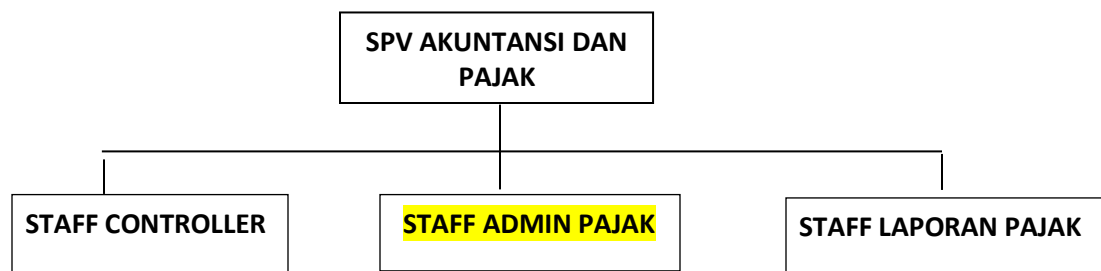 SPV AKUNTANSI DAN
PAJAK
STAFF CONTROLLER
STAFF ADMIN PAJAK
STAFF LAPORAN PAJAK